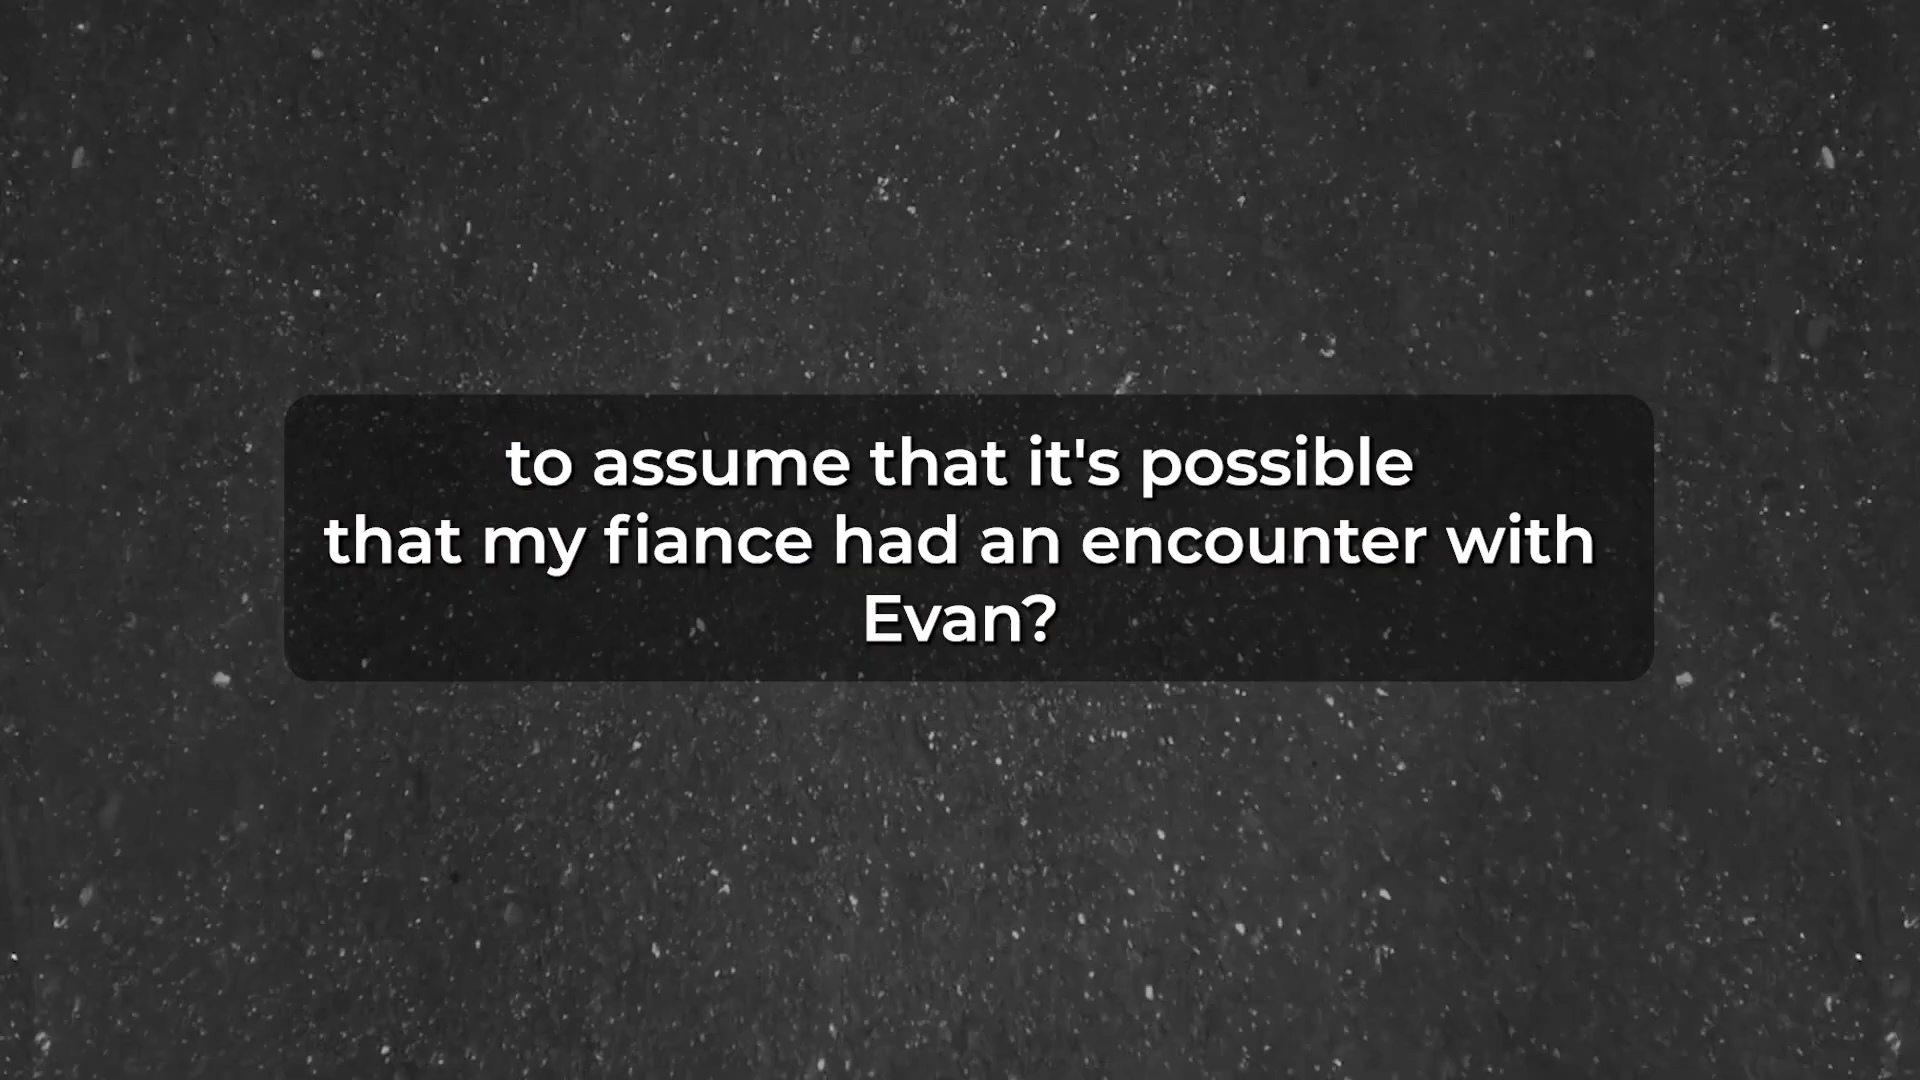 to assume that it's possible
that my fiance had an encounter with
Evan?